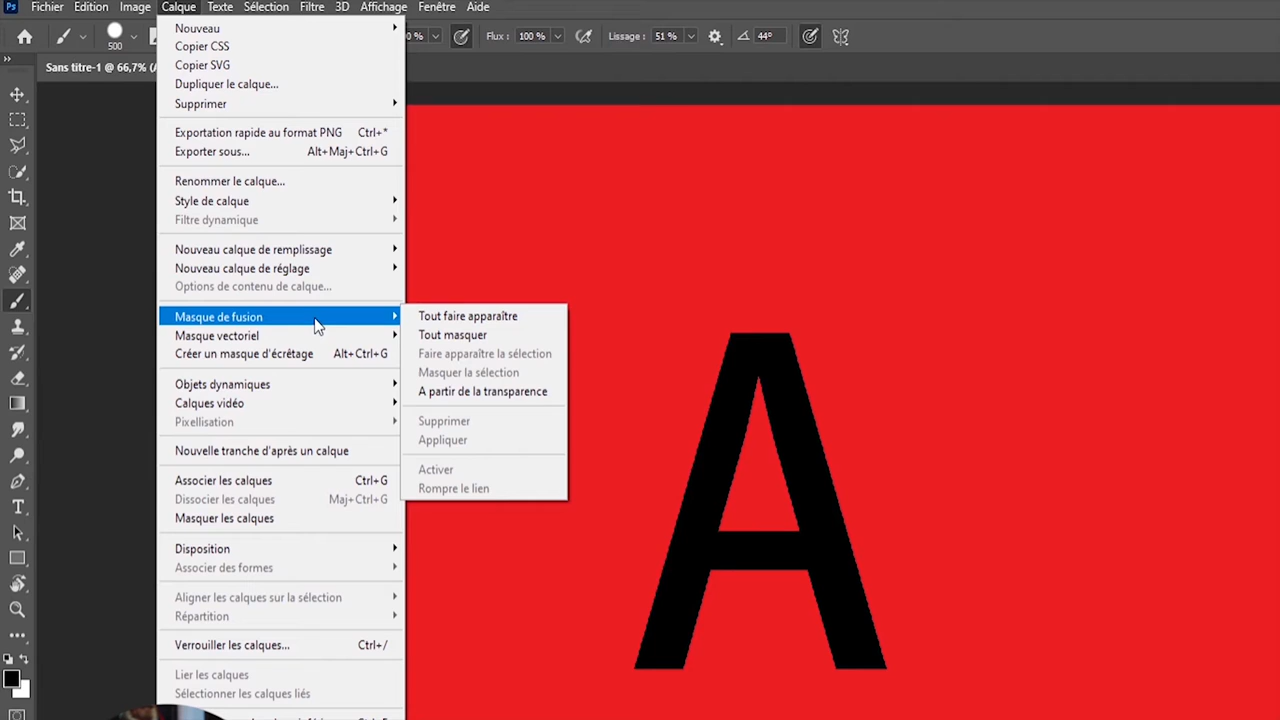 Ps Fichier Edition Image Calque Texte Sélection Filtre 3D Affichage Fenêtre Aide
500 0 % Flux : 100 % Lissage : 51 % 44°
Sans titre-1 @ 66,7% (A
Nouveau
Copier CSS
Copier SVG
Dupliquer le calque...
Supprimer
Exportation rapide au format PNG Ctrl+*
Exporter sous... Alt+Maj+Ctrl+G
Renommer le calque...
Style de calque
Filtre dynamique
Nouveau calque de remplissage
Nouveau calque de réglage
Options de contenu de calque...
Masque de fusion
Masque vectoriel
Créer un masque d'écrêtage Alt+Ctrl+G
Objets dynamiques
Calques vidéo
Pixellisation
Nouvelle tranche d'après un calque
Associer les calques Ctrl+G
Dissocier les calques Maj+Ctrl+G
Masquer les calques
Disposition
Associer des formes
Aligner les calques sur la sélection
Répartition
Verrouiller les calques... Ctrl+/
Lier les calques
Sélectionner les calques liés
Tout faire apparaître
Tout masquer
Faire apparaître la sélection
Masquer la sélection
A partir de la transparence
Supprimer
Appliquer
Activer
Rompre le lien
A